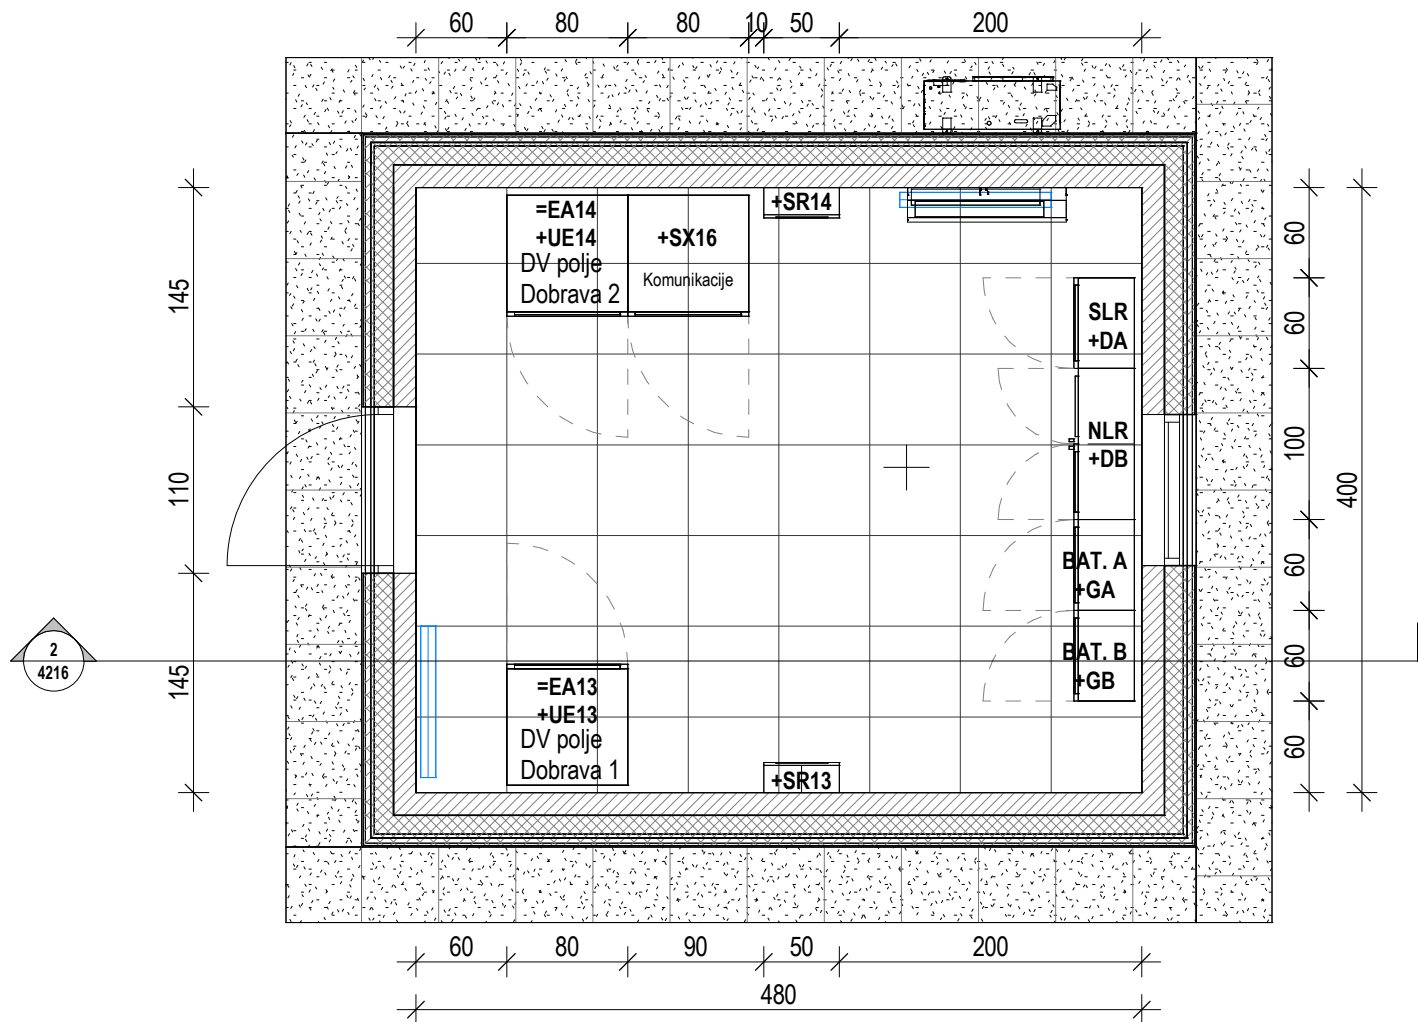 60 80 80 10 50 200
=EA14
+UE14
DV polje
Dobrava 2
+SX16
Komunikacije
+SR14
SLR
+DA
NLR
+DB
BAT. A
+GA
BAT. B
+GB
=EA13
+UE13
DV polje
Dobrava 1
+SR13
145
110
145
60
60
100
60
60
60
400
2
4216
60 80 90 50 200
480